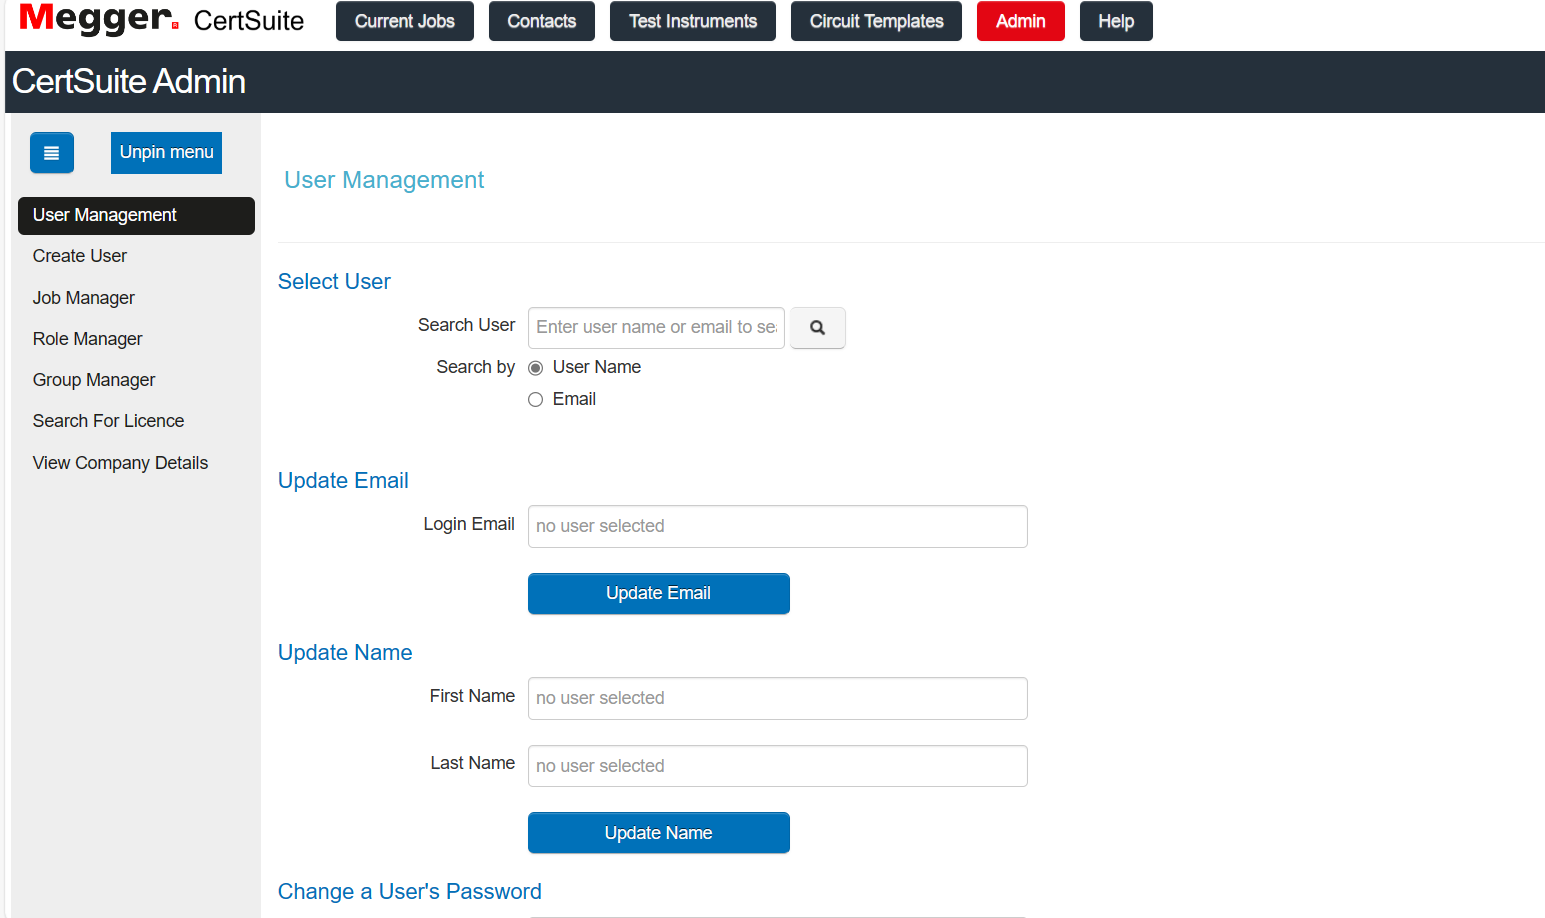 Megger. CertSuite
Current Jobs
Contacts
Test Instruments
Circuit Templates
Admin
Help
CertSuite Admin
Unpin menu
User Management
Create User
Job Manager
Role Manager
Group Manager
Search For Licence
View Company Details
User Management
Select User
Search User
Enter user name or email to sea
Search by
User Name
Email
Update Email
Login Email
no user selected
Update Email
Update Name
First Name
no user selected
Last Name
no user selected
Update Name
Change a User's Password